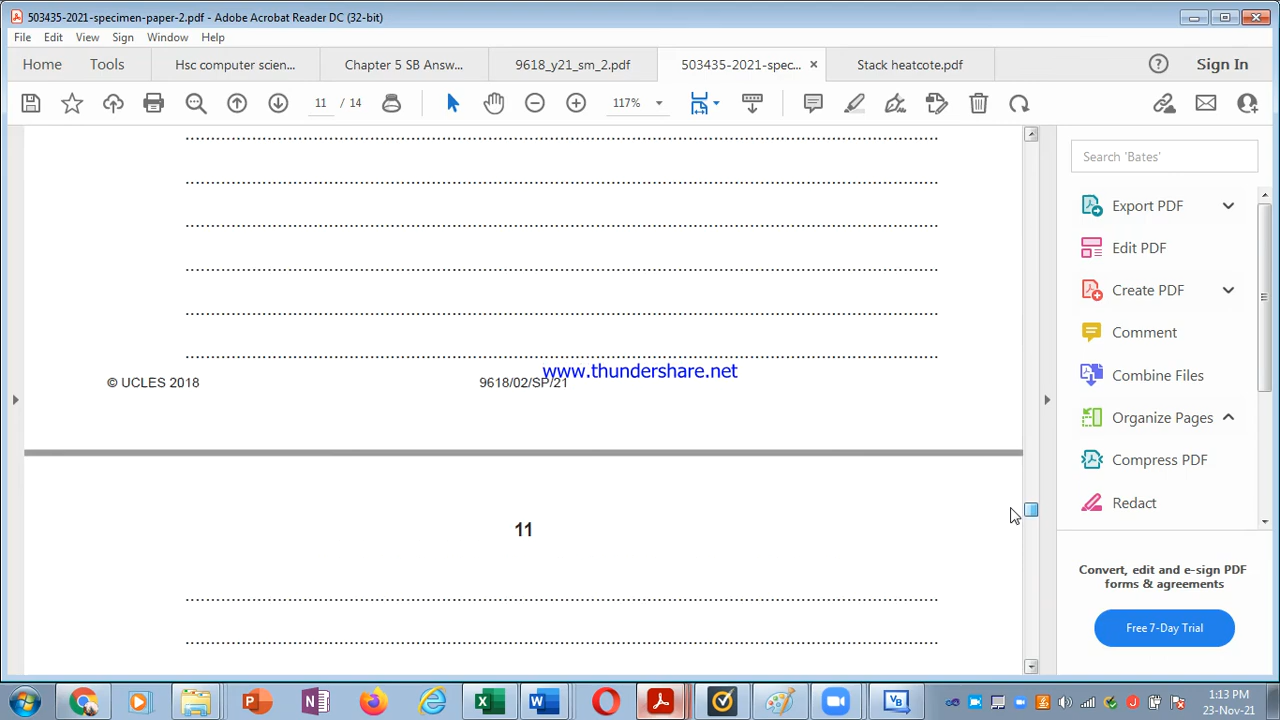 503435-2021-specimen-paper-2.pdf - Adobe Acrobat Reader DC (32-bit)
File Edit View Sign Window Help
Home Tools Hsc computer scien... Chapter 5 SB Answ... 9618_y21_sm_2.pdf 503435-2021-spec... Stack heatcote.pdf Sign In
11 / 14 117%
Search 'Bates'
Export PDF
Edit PDF
Create PDF
Comment
Combine Files
Organize Pages
Compress PDF
Redact
www.thundershare.net
© UCLES 2018 9618/02/SP/21
11
Convert, edit and e-sign PDF
forms & agreements
Free 7-Day Trial
1:13 PM
23-Nov-21